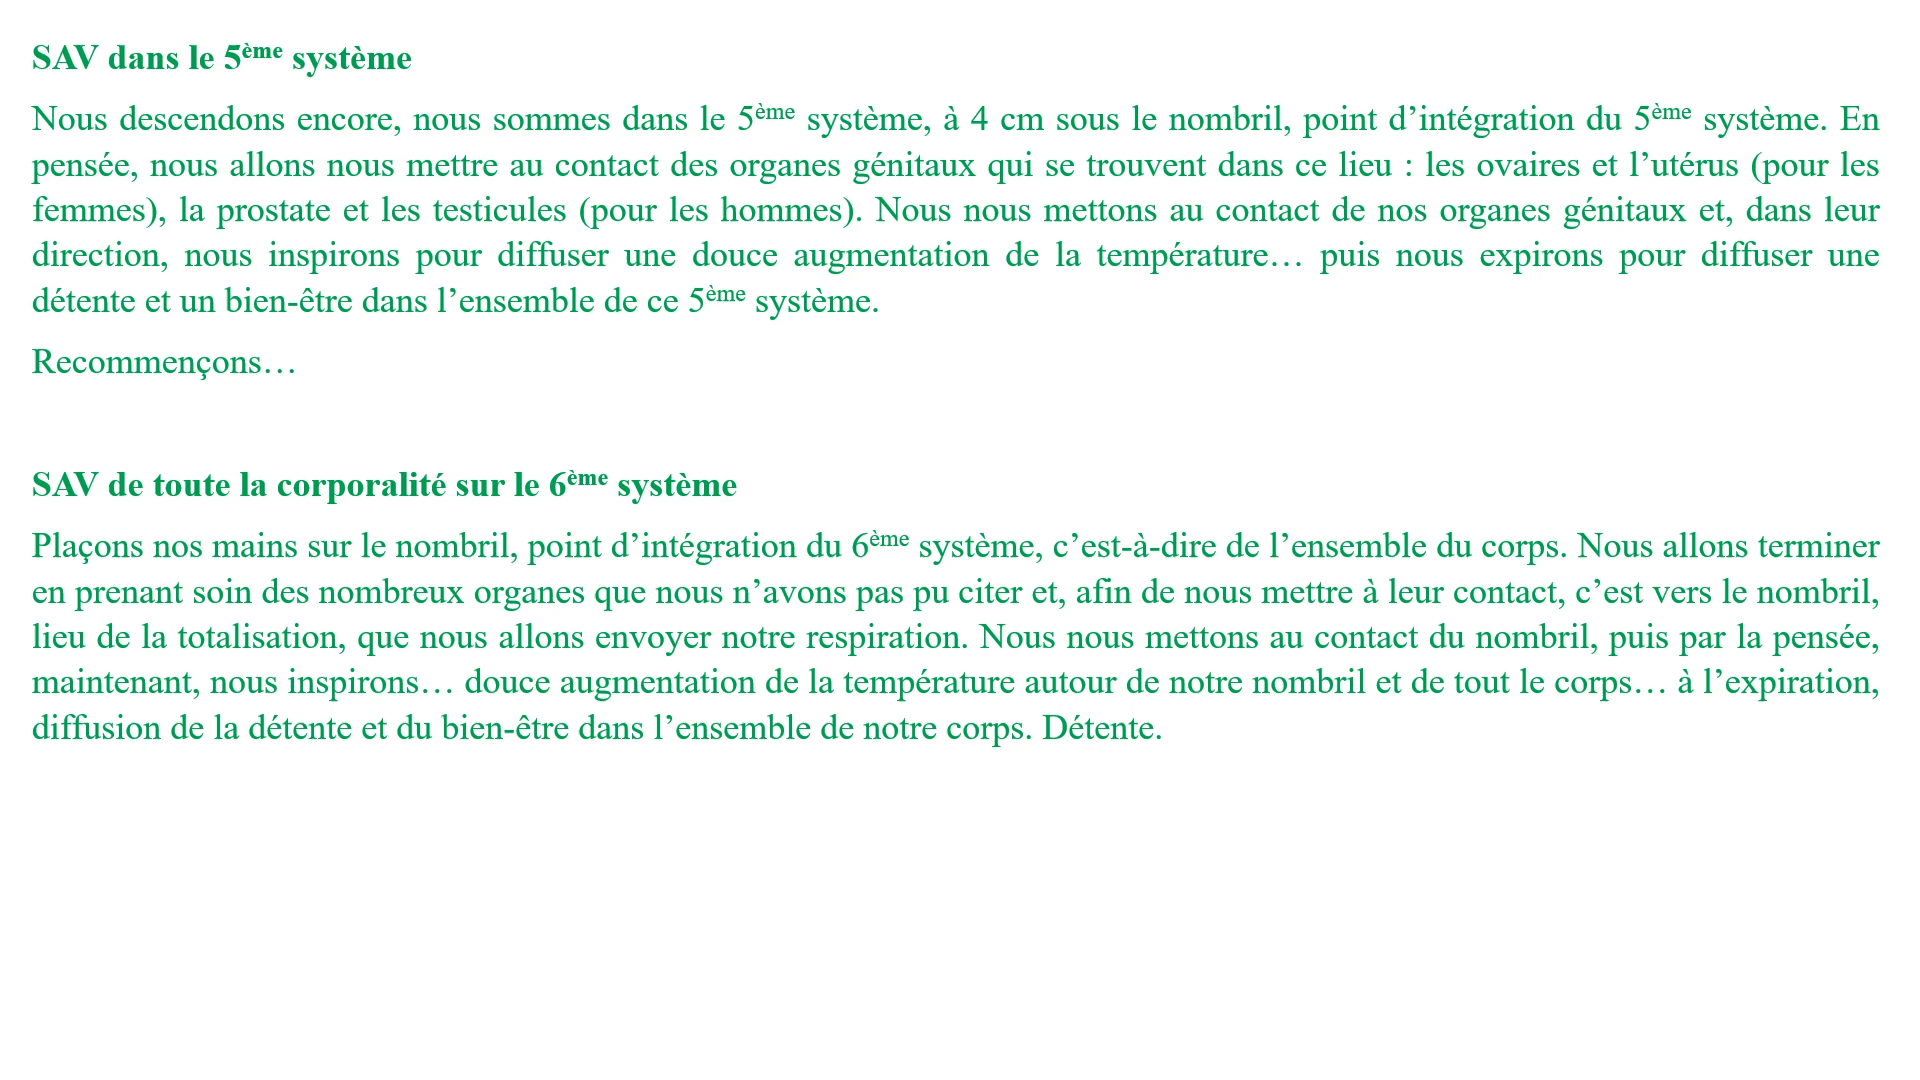 SAV dans le 5ème système
Nous descendons encore, nous sommes dans le 5ème système, à 4 cm sous le nombril, point d’intégration du 5ème système. En
pensée, nous allons nous mettre au contact des organes génitaux qui se trouvent dans ce lieu : les ovaires et l’utérus (pour les
femmes), la prostate et les testicules (pour les hommes). Nous nous mettons au contact de nos organes génitaux et, dans leur
direction, nous inspirons pour diffuser une douce augmentation de la température… puis nous expirons pour diffuser une
détente et un bien-être dans l’ensemble de ce 5ème système.
Recommençons…
SAV de toute la corporalité sur le 6ème système
Plaçons nos mains sur le nombril, point d’intégration du 6ème système, c’est-à-dire de l’ensemble du corps. Nous allons terminer
en prenant soin des nombreux organes que nous n’avons pas pu citer et, afin de nous mettre à leur contact, c’est vers le nombril,
lieu de la totalisation, que nous allons envoyer notre respiration. Nous nous mettons au contact du nombril, puis par la pensée,
maintenant, nous inspirons… douce augmentation de la température autour de notre nombril et de tout le corps… à l’expiration,
diffusion de la détente et du bien-être dans l’ensemble de notre corps. Détente.